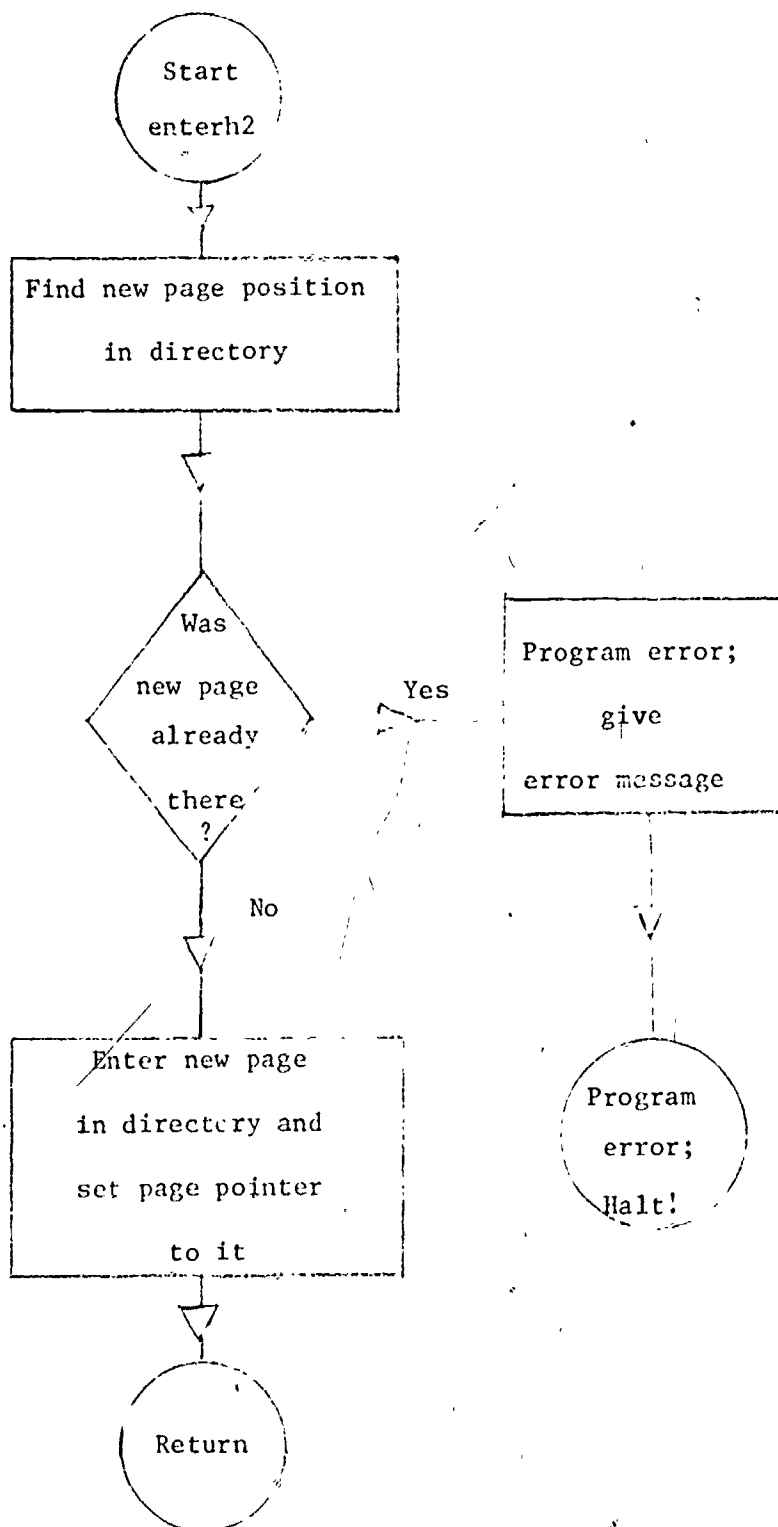 Start
enterh2
Find new page position
in directory
Was
new page
already
there
?
Yes
Program error;
give
error message
No
Enter new page
in directory and
set page pointer
to it
Program
error;
Halt!
Return